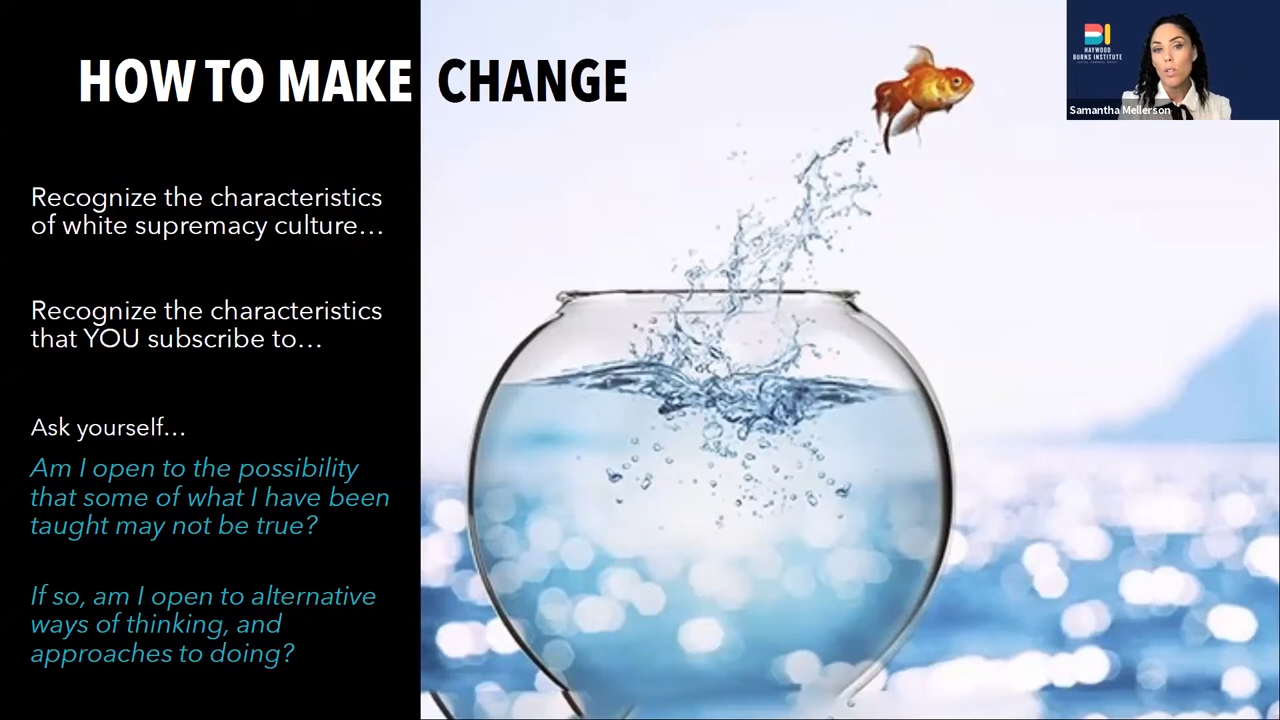 HOW TO MAKE CHANGE
HAYWOOD
BURNS INSTITUTE
Samantha Mellerson
Recognize the characteristics
of white supremacy culture…
Recognize the characteristics
that YOU subscribe to…
Ask yourself…
Am I open to the possibility
that some of what I have been
taught may not be true?
If so, am I open to alternative
ways of thinking, and
approaches to doing?